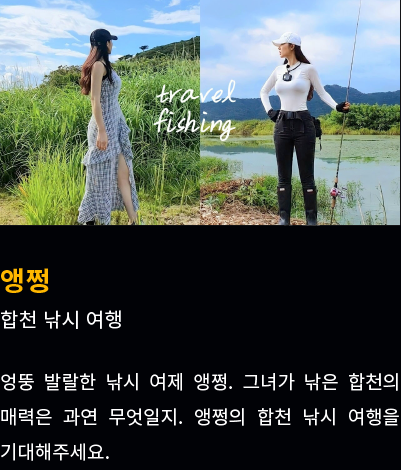 travel
fishing
앵쩡
합천 낚시 여행
엉뚱 발랄한 낚시 여제 앵쩡. 그녀가 낚은 합천의
매력은 과연 무엇일지. 앵쩡의 합천 낚시 여행을
기대해주세요.